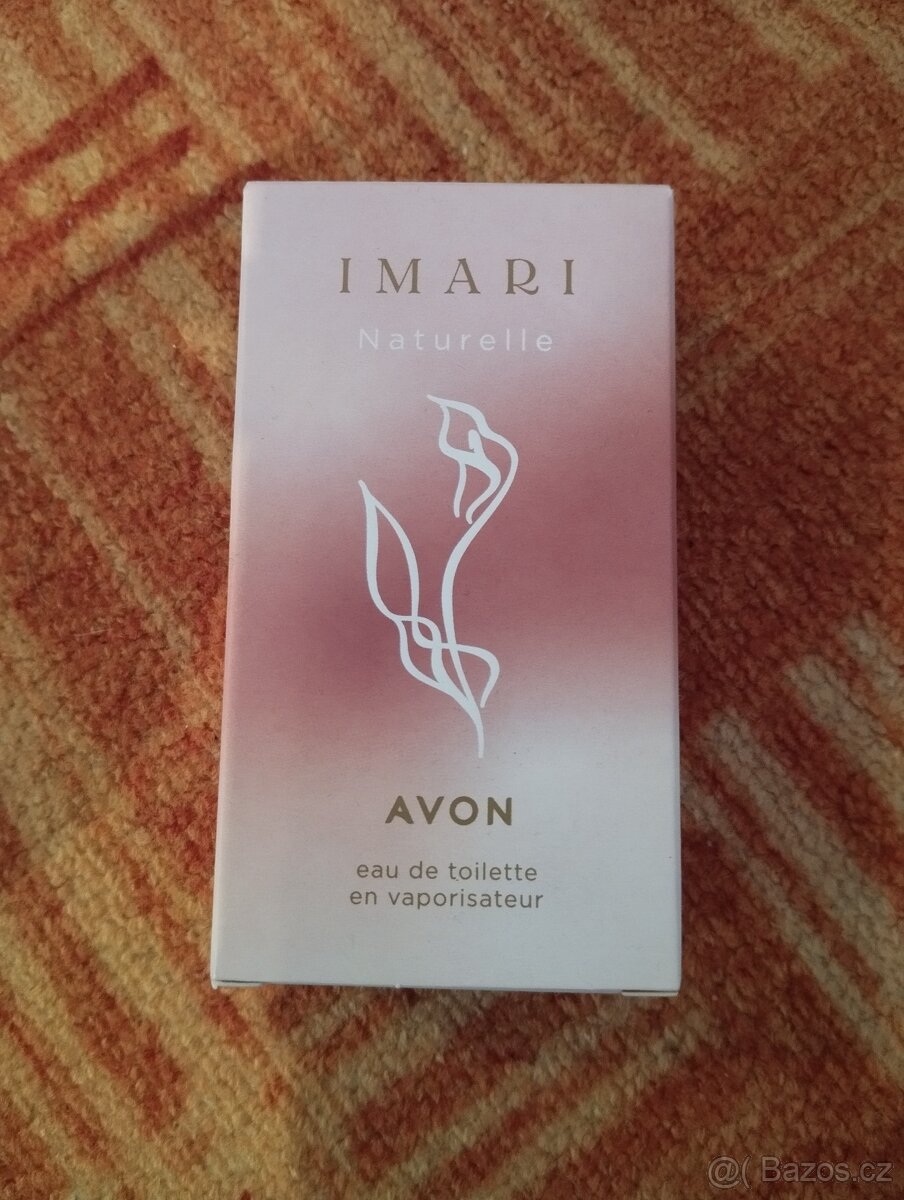 IMARI
Naturelle
AVON
eau de toilette
en vaporisateur
@( Bazos.cz